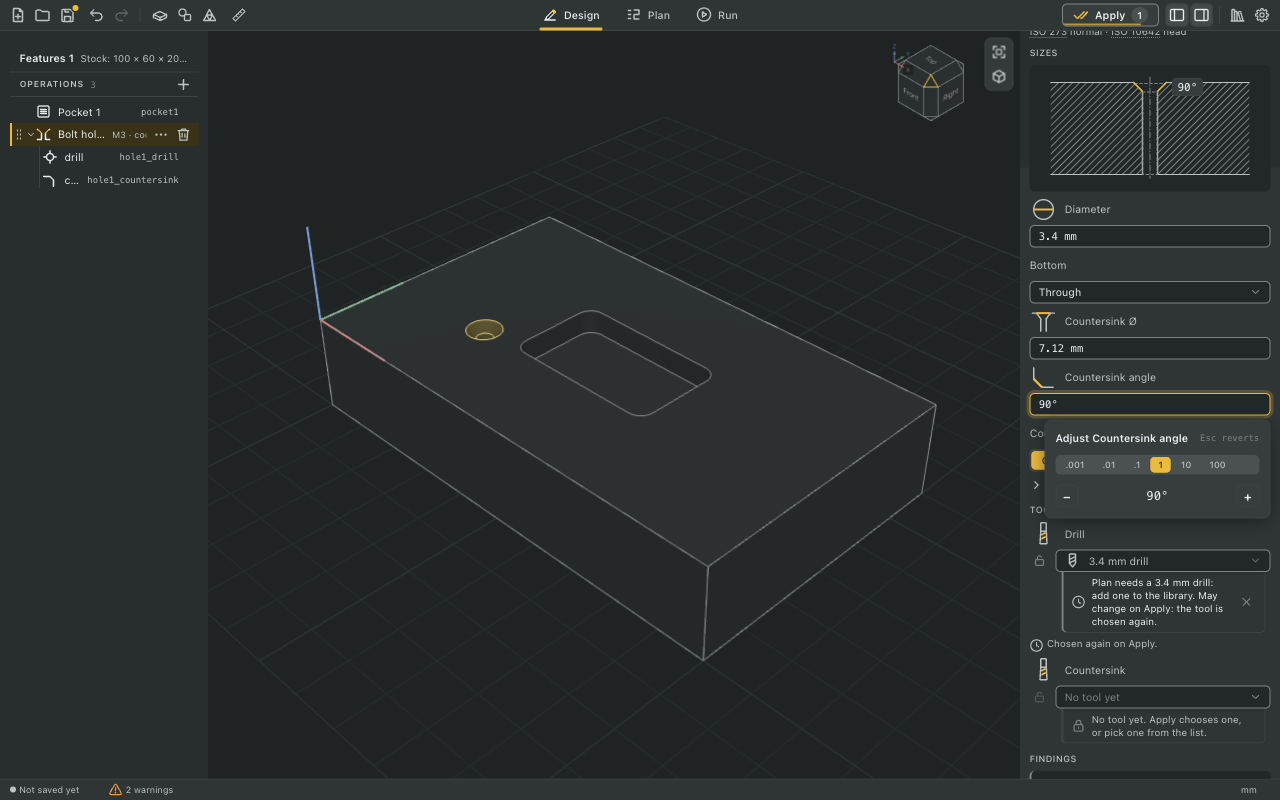 Design
Plan
Run
Apply 1
Features 1 Stock: 100 × 60 × 20...
OPERATIONS 3
Pocket 1 pocket1
Bolt hol... M3 · co
drill hole1_drill
c... hole1_countersink
Z
Top
Front
Right
ISO 273 normal · ISO 10642 head
SIZES
90°
Diameter
3.4 mm
Bottom
Through
Countersink Ø
7.12 mm
Countersink angle
90°
Co
Adjust Countersink angle Esc reverts
.001 .01 .1 1 10 100
− 90° +
TO
Drill
3.4 mm drill
Plan needs a 3.4 mm drill:
add one to the library. May
change on Apply: the tool is
chosen again.
Chosen again on Apply.
Countersink
No tool yet
No tool yet. Apply chooses one,
or pick one from the list.
FINDINGS
Not saved yet
2 warnings
mm